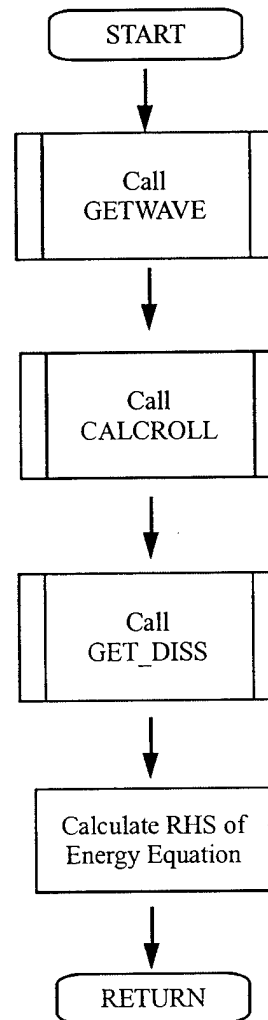 START
Call
GETWAVE
Call
CALCROLL
Call
GET_DISS
Calculate RHS of
Energy Equation
RETURN